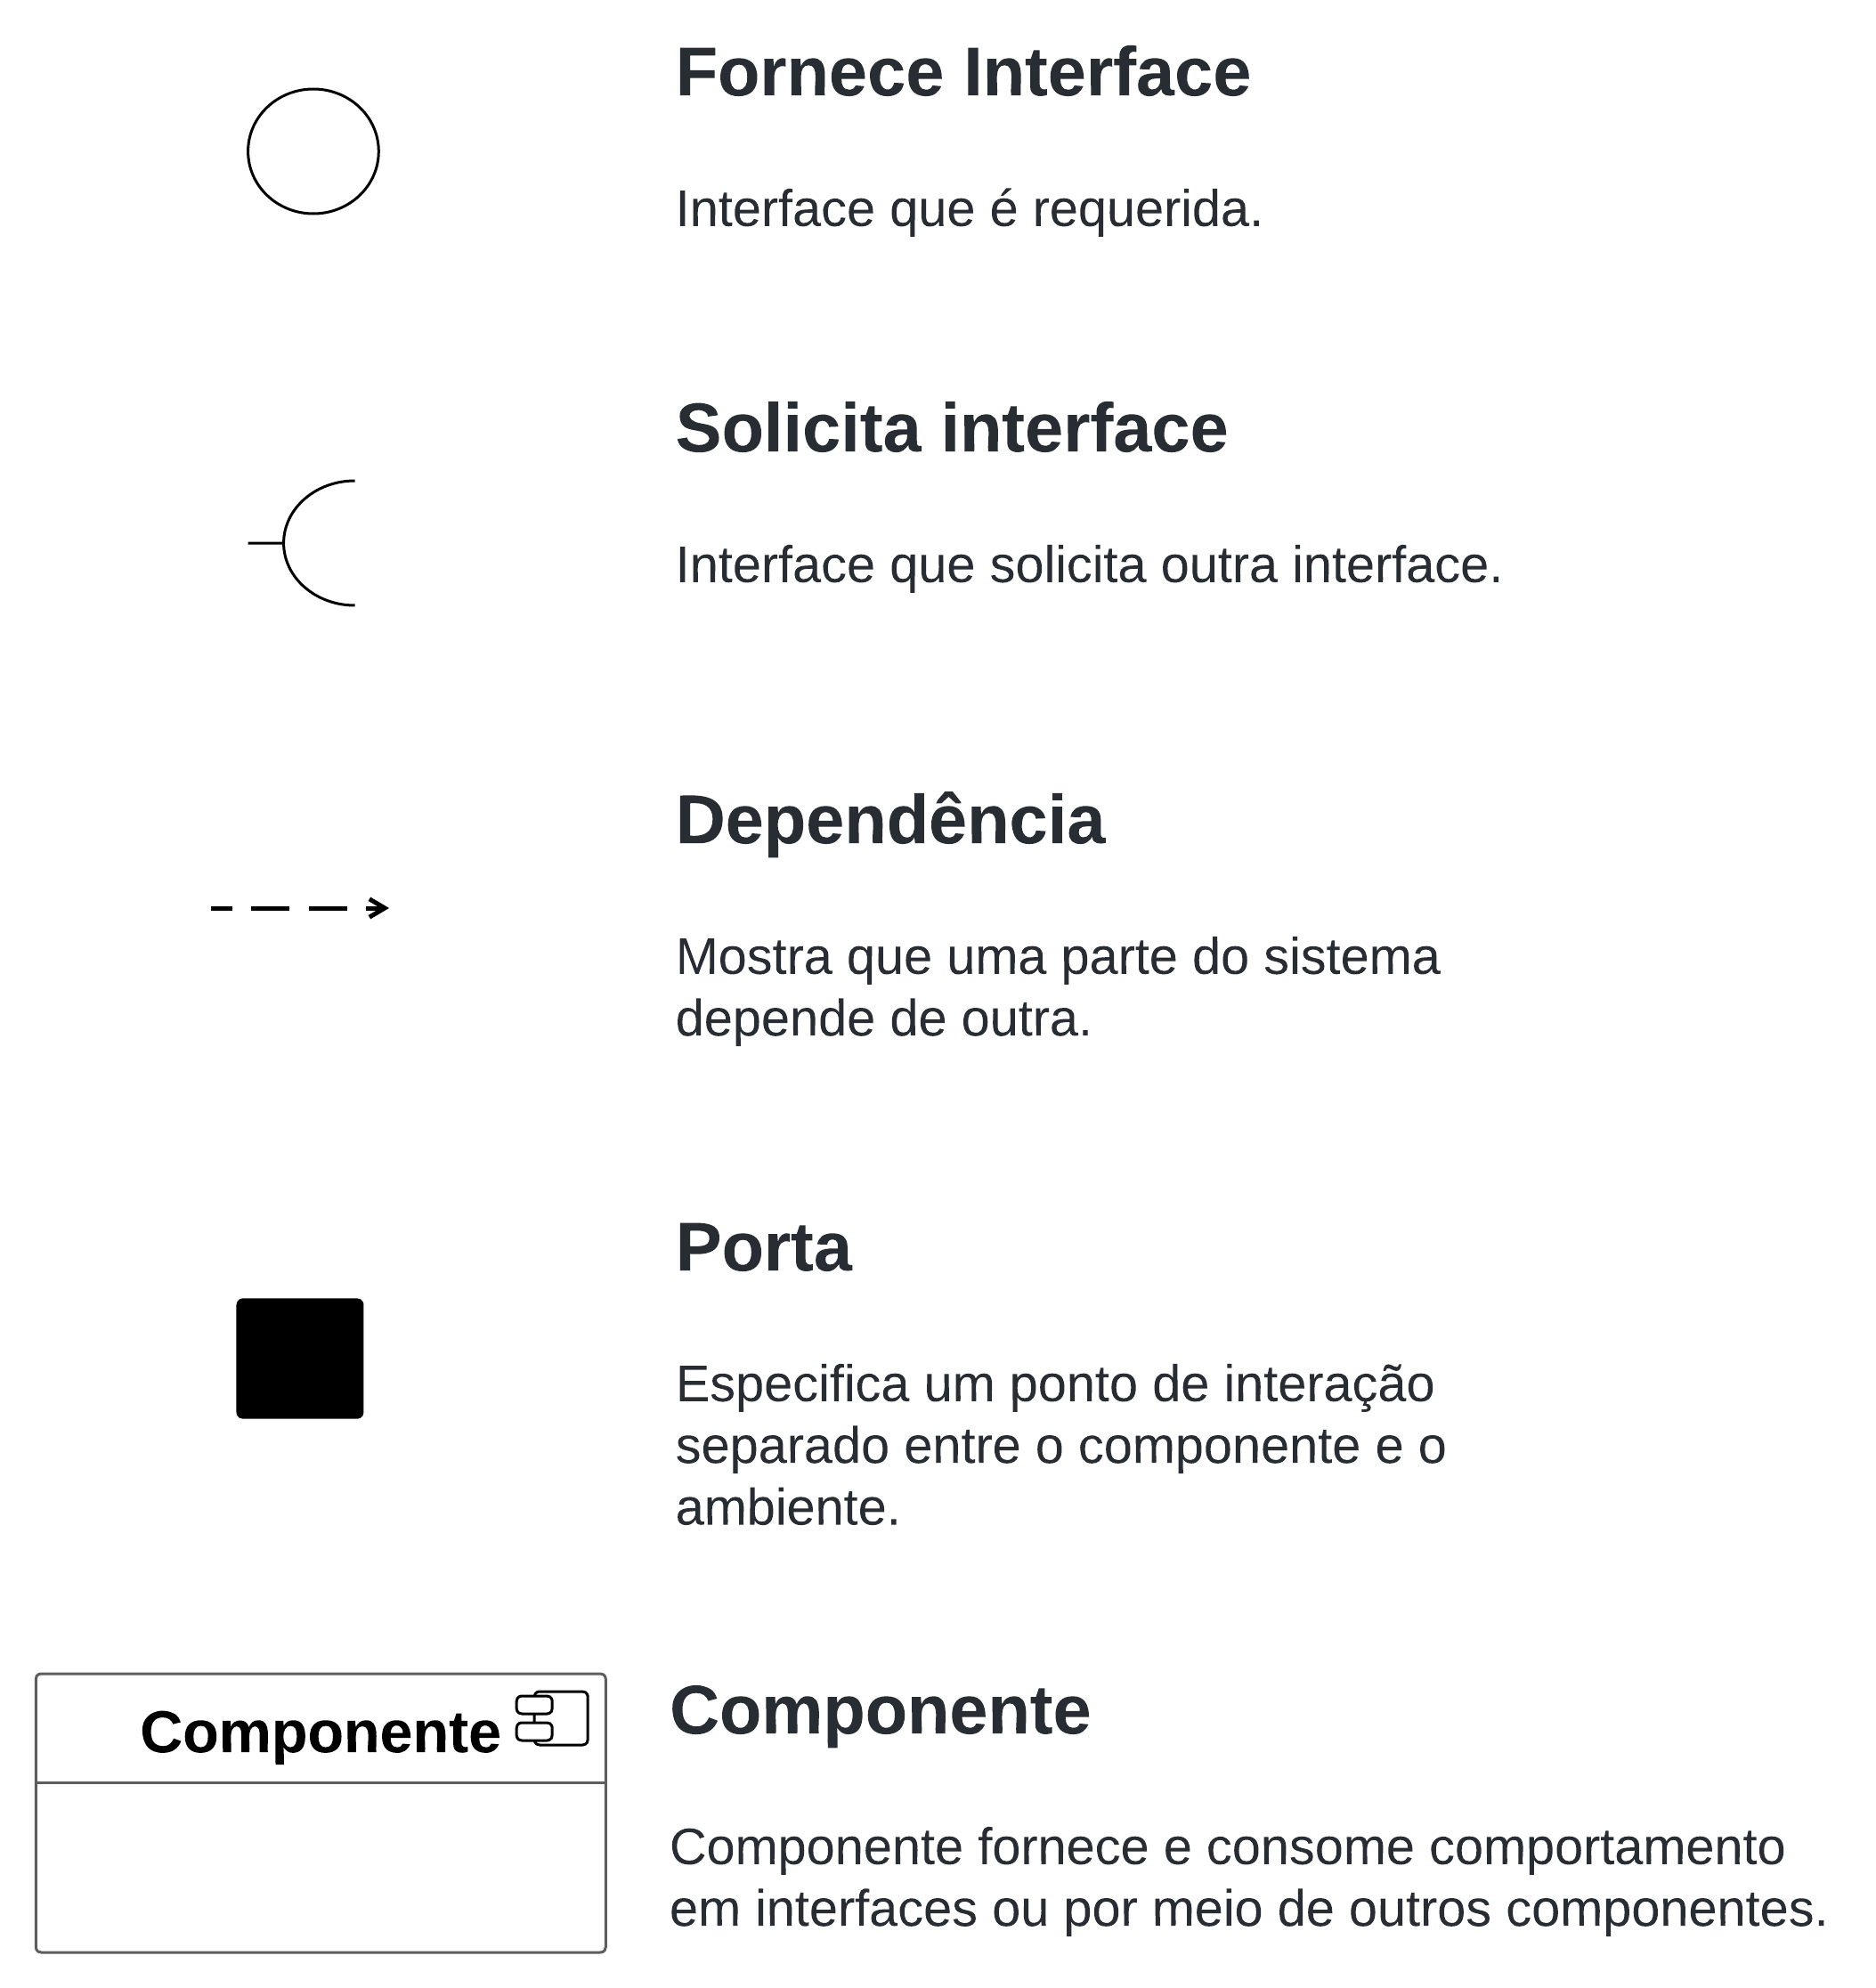 Fornece Interface
Interface que é requerida.
Solicita interface
Interface que solicita outra interface.
Dependência
Mostra que uma parte do sistema
depende de outra.
Porta
Especifica um ponto de interação
separado entre o componente e o
ambiente.
Componente
Componente
Componente fornece e consome comportamento
em interfaces ou por meio de outros componentes.